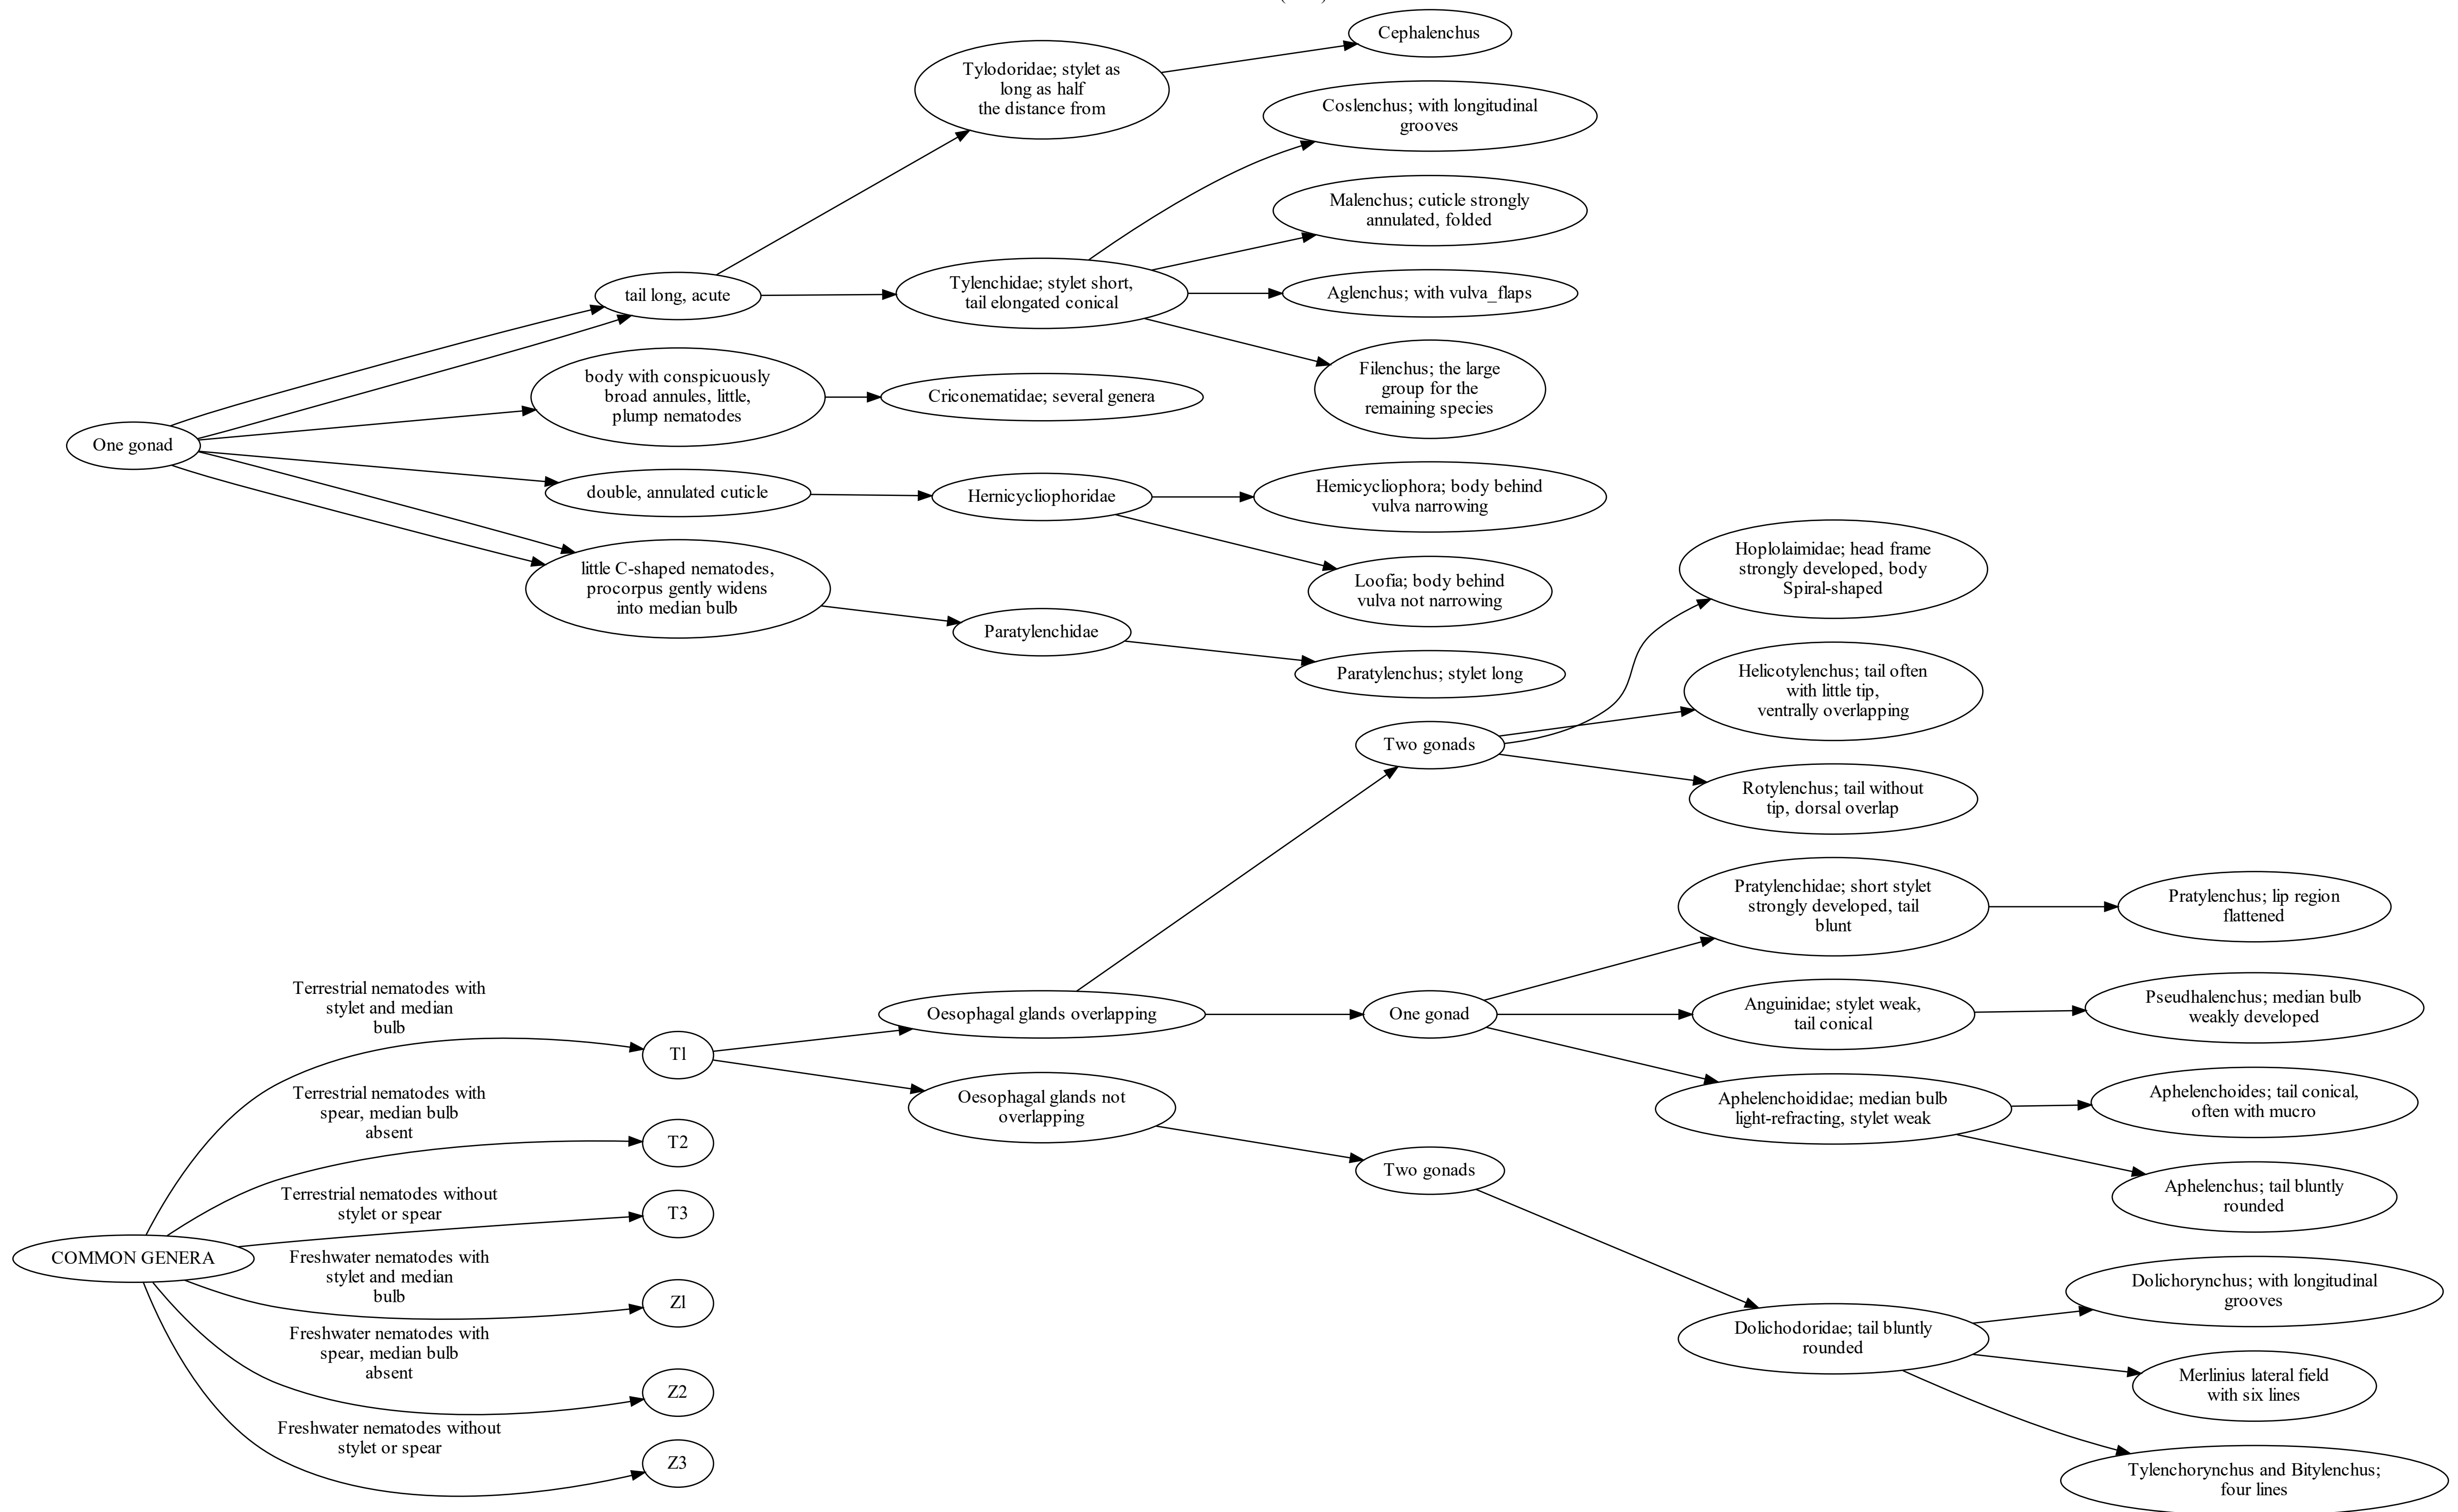 Cephalenchus
Tylodoridae; stylet as
long as half
the distance from
Coslenchus; with longitudinal
grooves
Malenchus; cuticle strongly
annulated, folded
tail long, acute
Tylenchidae; stylet short,
tail elongated conical
Aglenchus; with vulva_flaps
Filenchus; the large
group for the
remaining species
body with conspicuously
broad annules, little,
plump nematodes
Criconematidae; several genera
One gonad
double, annulated cuticle
Hernicycliophoridae
Hemicycliophora; body behind
vulva narrowing
Loofia; body behind
vulva not narrowing
little C-shaped nematodes,
procorpus gently widens
into median bulb
Paratylenchidae
Paratylenchus; stylet long
Hoplolaimidae; head frame
strongly developed, body
Spiral-shaped
Helicotylenchus; tail often
with little tip,
ventrally overlapping
Two gonads
Rotylenchus; tail without
tip, dorsal overlap
Pratylenchidae; short stylet
strongly developed, tail
blunt
Pratylenchus; lip region
flattened
Oesophagal glands overlapping
One gonad
Anguinidae; stylet weak,
tail conical
Pseudhalenchus; median bulb
weakly developed
Aphelenchoididae; median bulb
light-refracting, stylet weak
Aphelenchoides; tail conical,
often with mucro
Aphelenchus; tail bluntly
rounded
Terrestrial nematodes with
stylet and median
bulb
Tl
Oesophagal glands not
overlapping
Two gonads
Terrestrial nematodes with
spear, median bulb
absent
T2
Terrestrial nematodes without
stylet or spear
T3
COMMON GENERA
Freshwater nematodes with
stylet and median
bulb
Zl
Freshwater nematodes with
spear, median bulb
absent
Z2
Freshwater nematodes without
stylet or spear
Z3
Dolichodoridae; tail bluntly
rounded
Dolichorynchus; with longitudinal
grooves
Merlinius lateral field
with six lines
Tylenchorynchus and Bitylenchus;
four lines